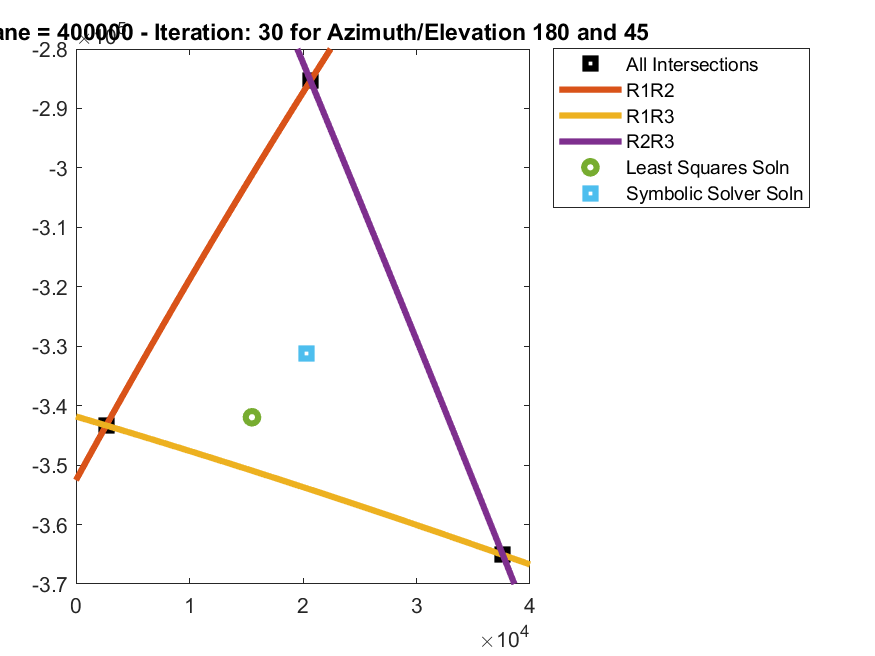 ane = 400000 - Iteration: 30 for Azimuth/Elevation 180 and 45
×10⁵
-2.8
-2.9
-3
-3.1
-3.2
-3.3
-3.4
-3.5
-3.6
-3.7
0 1 2 3 4
×10⁴
All Intersections
R1R2
R1R3
R2R3
Least Squares Soln
Symbolic Solver Soln